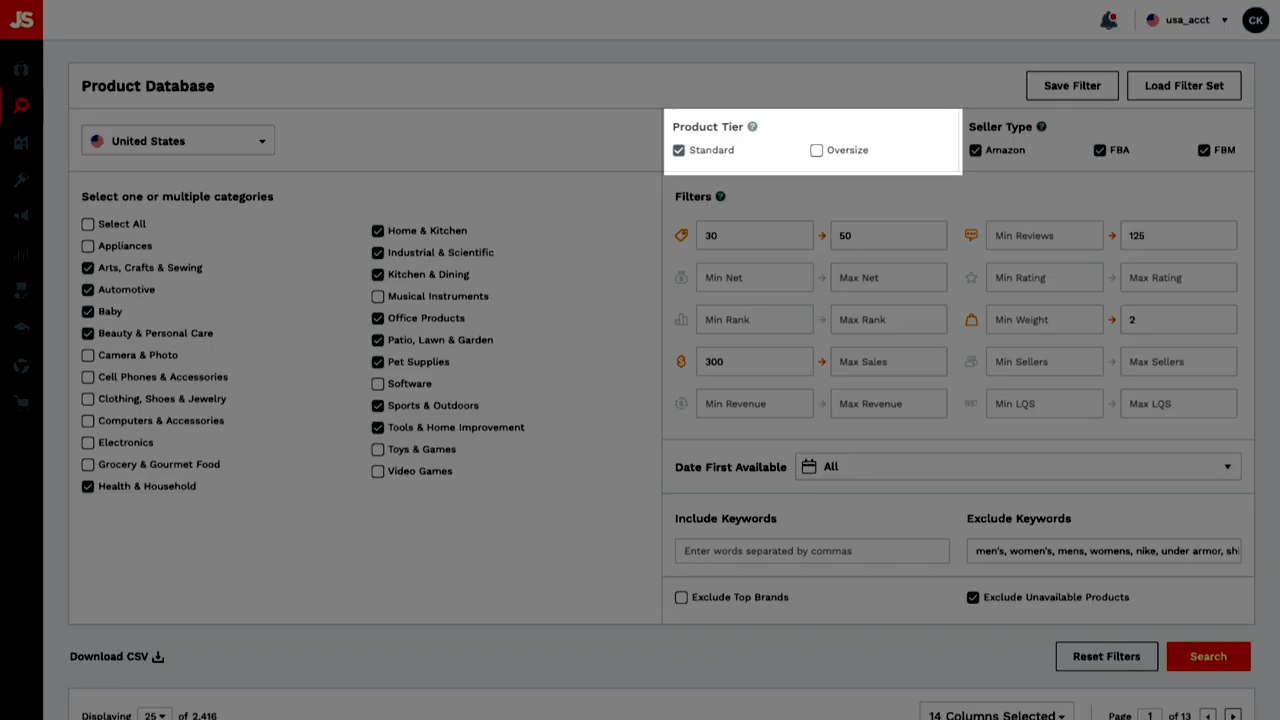 JS
usa_acct
CK
Product Database
Save Filter
Load Filter Set
United States
Product Tier ?
Standard
Oversize
Seller Type ?
Amazon
FBA
FBM
Select one or multiple categories
Select All
Appliances
Arts, Crafts & Sewing
Automotive
Baby
Beauty & Personal Care
Camera & Photo
Cell Phones & Accessories
Clothing, Shoes & Jewelry
Computers & Accessories
Electronics
Grocery & Gourmet Food
Health & Household
Home & Kitchen
Industrial & Scientific
Kitchen & Dining
Musical Instruments
Office Products
Patio, Lawn & Garden
Pet Supplies
Software
Sports & Outdoors
Tools & Home Improvement
Toys & Games
Video Games
Filters ?
30
50
Min Reviews
125
Min Net
Max Net
Min Rating
Max Rating
Min Rank
Max Rank
Min Weight
2
300
Max Sales
Min Sellers
Max Sellers
Min Revenue
Max Revenue
Min LQS
Max LQS
Date First Available
All
Include Keywords
Exclude Keywords
Enter words separated by commas
men's, women's, mens, womens, nike, under armor, shi
Exclude Top Brands
Exclude Unavailable Products
Download CSV
Reset Filters
Search
Displaying 25 of 2,416
14 Columns Selected
Page 1 of 13